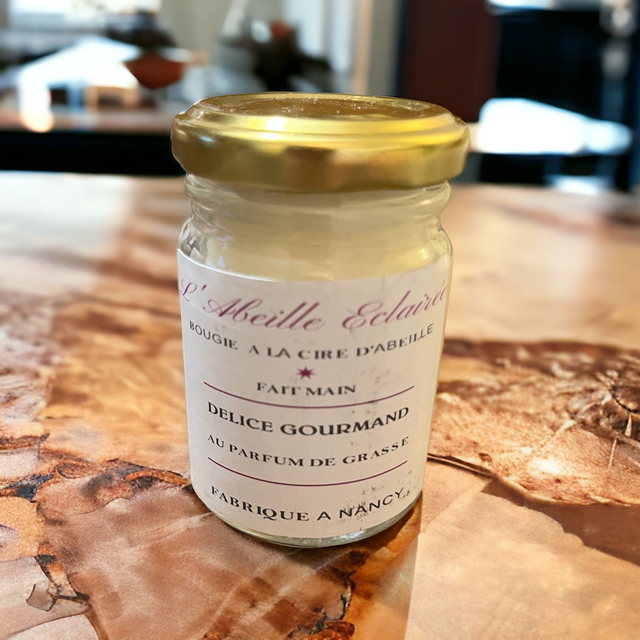 L'Abeille Eclairée
BOUGIE A LA CIRE D'ABEILLE
FAIT MAIN
DELICE GOURMAND
AU PARFUM DE GRASSE
FABRIQUE A NANCY